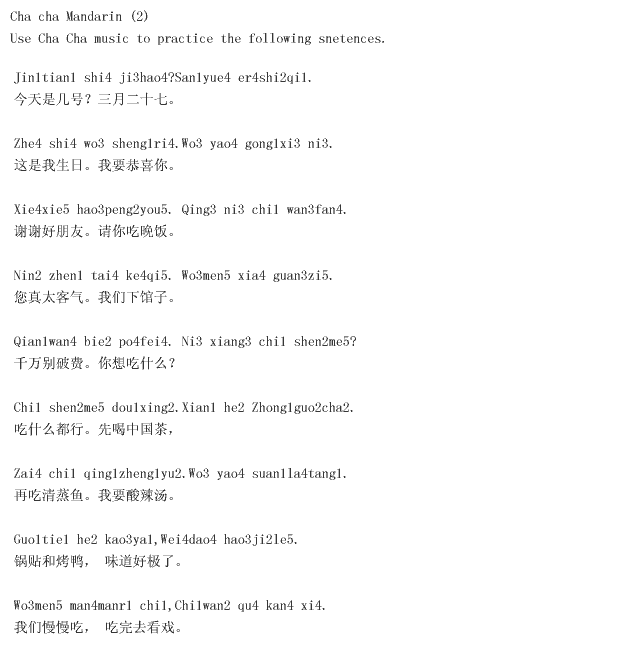 Cha cha Mandarin (2)
Use Cha Cha music to practice the following snetences.
Jin1tian1 shi4 ji3hao4?San1yue4 er4shi2qi1.
今天是几号？三月二十七。
Zhe4 shi4 wo3 sheng1ri4.Wo3 yao4 gong1xi3 ni3.
这是我生日。我要恭喜你。
Xie4xie5 hao3peng2you5. Qing3 ni3 chi1 wan3fan4.
谢谢好朋友。请你吃晚饭。
Nin2 zhen1 tai4 ke4qi5. Wo3men5 xia4 guan3zi5.
您真太客气。我们下馆子。
Qian1wan4 bie2 po4fei4. Ni3 xiang3 chi1 shen2me5?
千万别破费。你想吃什么？
Chi1 shen2me5 dou1xing2.Xian1 he2 Zhong1guo2cha2.
吃什么都行。先喝中国茶，
Zai4 chi1 qing1zheng1yu2.Wo3 yao4 suan1la4tang1.
再吃清蒸鱼。我要酸辣汤。
Guo1tie1 he2 kao3ya1,Wei4dao4 hao3ji2le5.
锅贴和烤鸭， 味道好极了。
Wo3men5 man4manr1 chi1,Chi1wan2 qu4 kan4 xi4.
我们慢慢吃， 吃完去看戏。